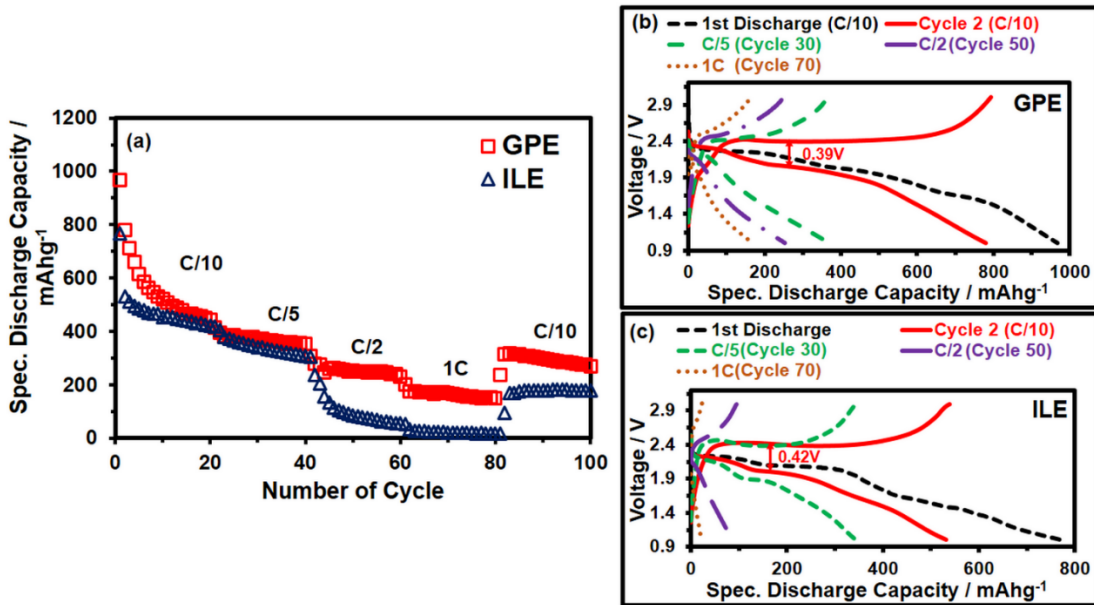 (a)
GPE
ILE
1200
1000
800
600
400
200
0
C/10
C/5
C/2
1C
C/10
0
20
40
60
80
100
Number of Cycle
Spec. Discharge Capacity /
mAhg-1
(b)
1st Discharge (C/10)
Cycle 2 (C/10)
C/5 (Cycle 30)
C/2 (Cycle 50)
1C (Cycle 70)
GPE
2.9
2.4
1.9
1.4
0.9
0.39V
Voltage / V
0
200
400
600
800
1000
Spec. Discharge Capacity / mAhg-1
(c)
1st Discharge
Cycle 2 (C/10)
C/5(Cycle 30)
C/2 (Cycle 50)
1C(Cycle 70)
ILE
2.9
2.4
1.9
1.4
0.9
0.42V
Voltage / V
0
200
400
600
800
Spec. Discharge Capacity / mAhg-1